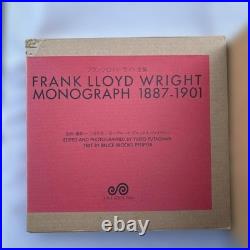 フランク・ロイド・ライト全集
FRANK LLOYD WRIGHT
MONOGRAPH 1887-1901
EDITED AND PHOTOGRAPHED BY YUKIO FUTAGAWA
TEXT BY BRUCE BROOKS PFEIFFER